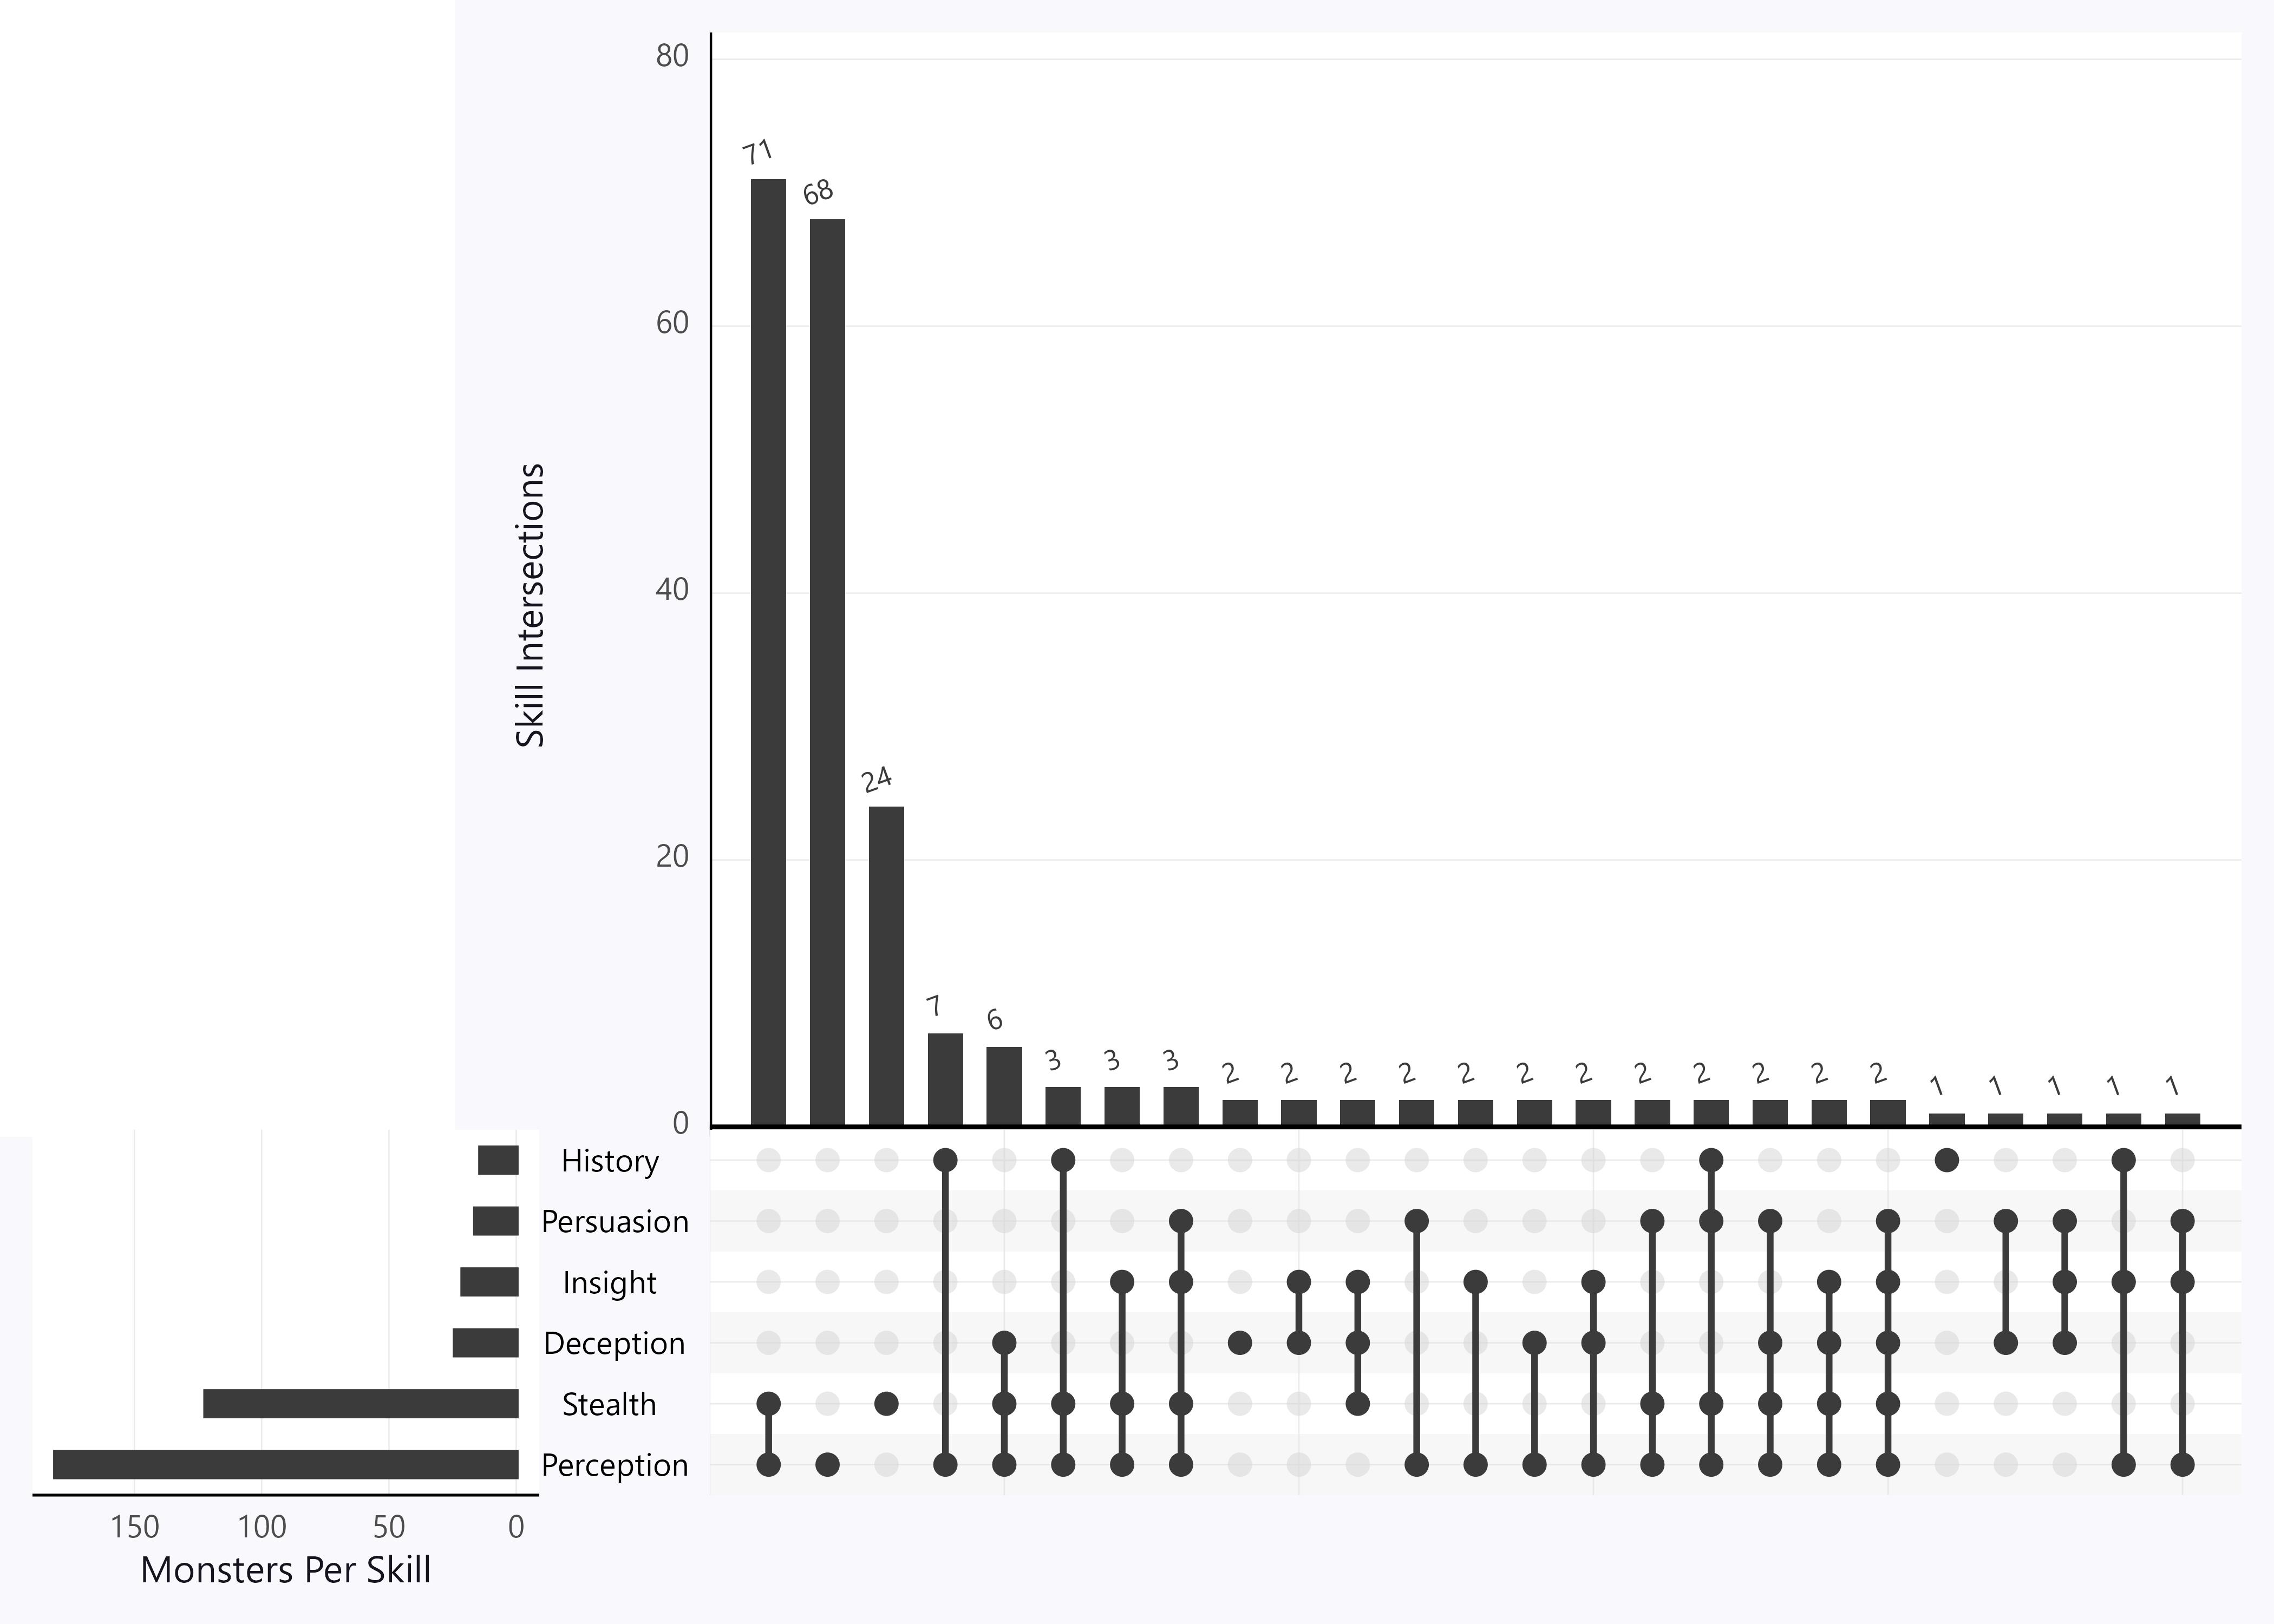 80
60
40
20
0
Skill Intersections
71 68 24 7 6 3 3 3 2 2 2 2 2 2 2 2 2 2 2 2 1 1 1 1 1
History
Persuasion
Insight
Deception
Stealth
Perception
150 100 50 0
Monsters Per Skill